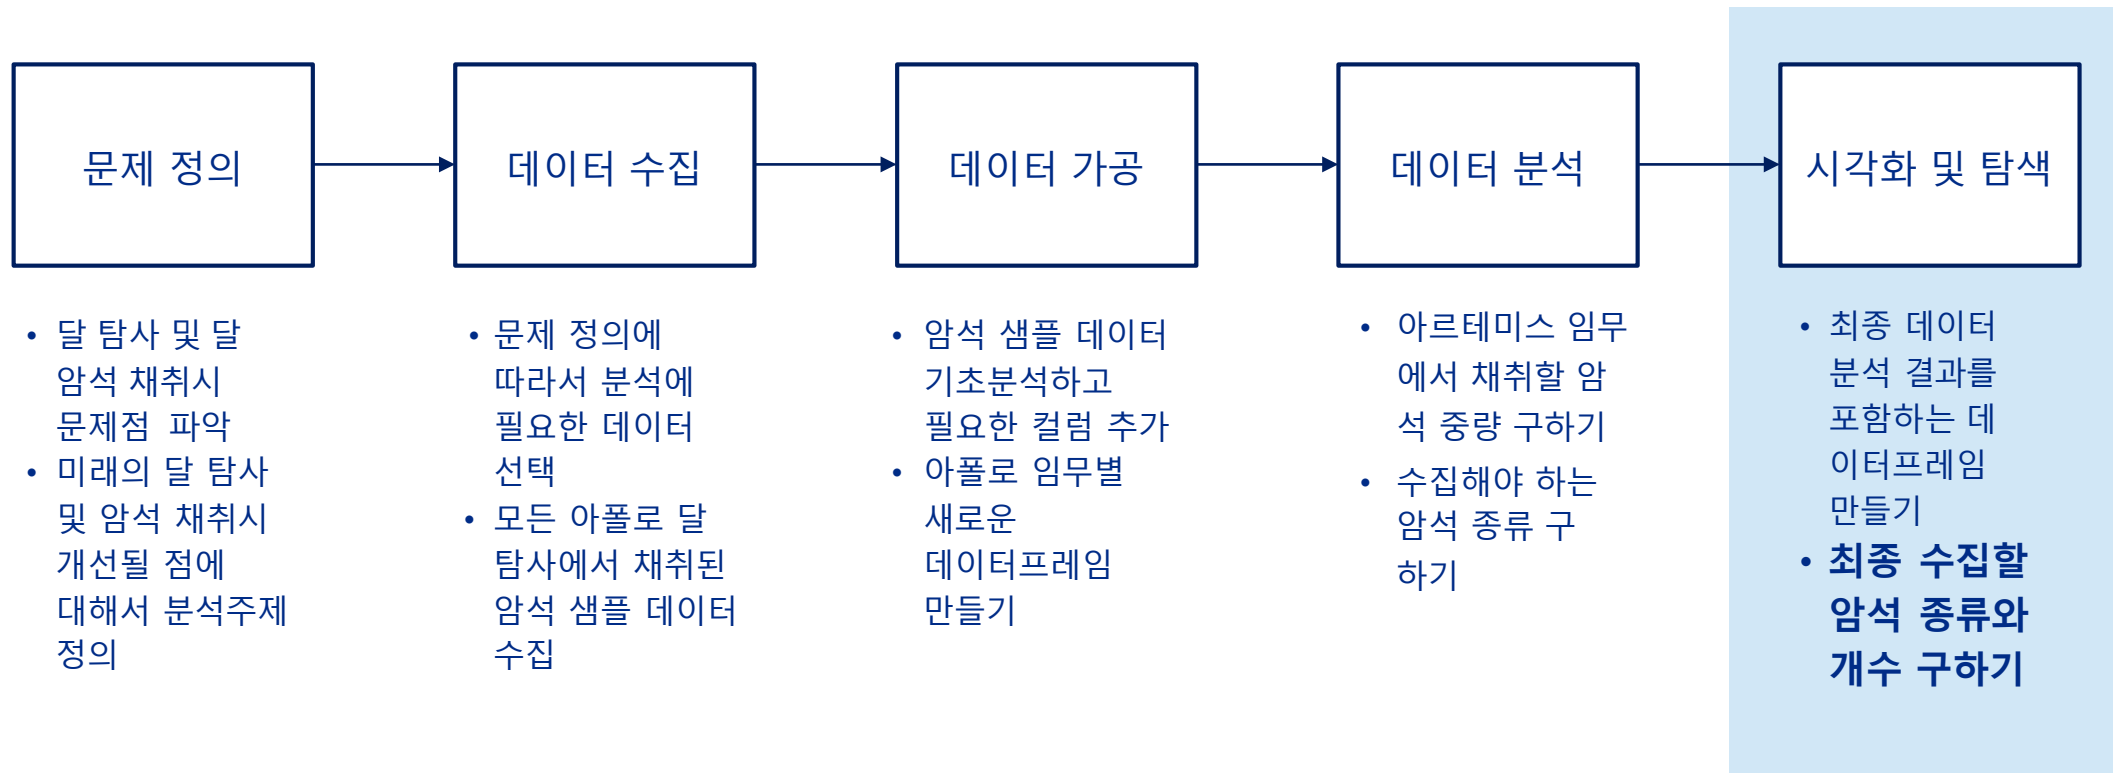 문제 정의
데이터 수집
데이터 가공
데이터 분석
시각화 및 탐색
• 달 탐사 및 달
암석 채취시
문제점 파악
• 미래의 달 탐사
및 암석 채취시
개선될 점에
대해서 분석주제
정의
• 문제 정의에
따라서 분석에
필요한 데이터
선택
• 모든 아폴로 달
탐사에서 채취된
암석 샘플 데이터
수집
• 암석 샘플 데이터
기초분석하고
필요한 컬럼 추가
• 아폴로 임무별
새로운
데이터프레임
만들기
• 아르테미스 임무
에서 채취할 암
석 중량 구하기
• 수집해야 하는
암석 종류 구
하기
• 최종 데이터
분석 결과를
포함하는 데
이터프레임
만들기
• 최종 수집할
암석 종류와
개수 구하기